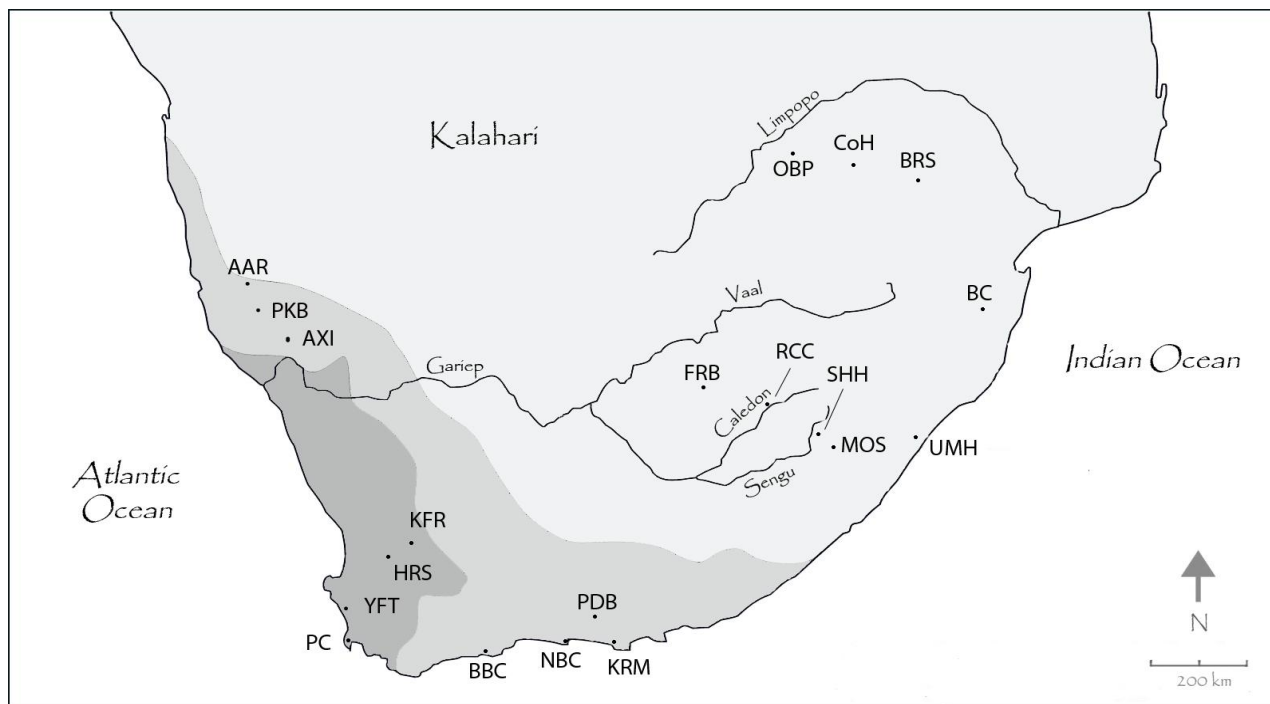 Kalahari
Limpopo
OBP
CoH
BRS
AAR
PKB
AXI
Vaal
BC
Gariep
Indian Ocean
FRB
RCC
SHH
Caledon
MOS
UMH
Sengu
Atlantic
Ocean
KFR
HRS
YFT
PDB
PC
BBC
NBC
KRM
N
200 km